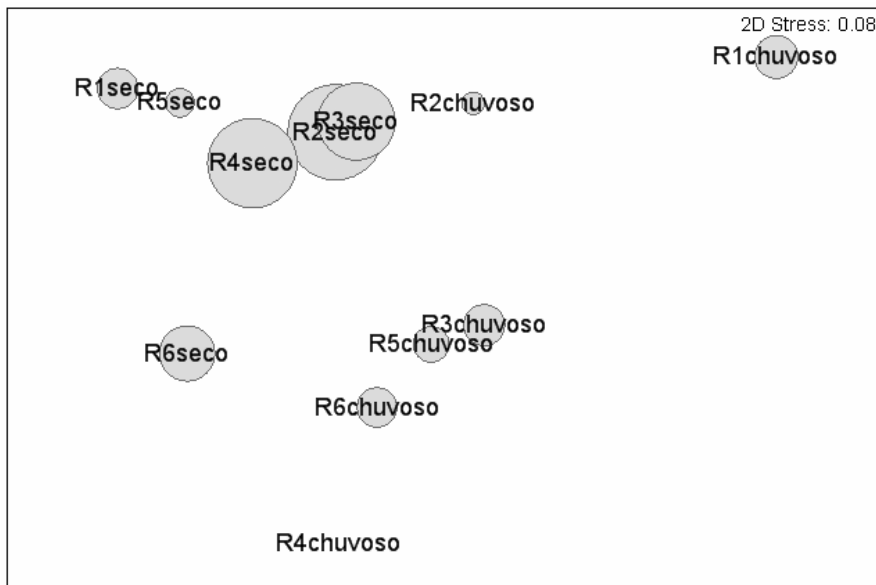 2D Stress: 0.08
R1chuvoso
R1seco
R5seco
R2chuvoso
R3seco
R2seco
R4seco
R3chuvoso
R5chuvoso
R6seco
R6chuvoso
R4chuvoso